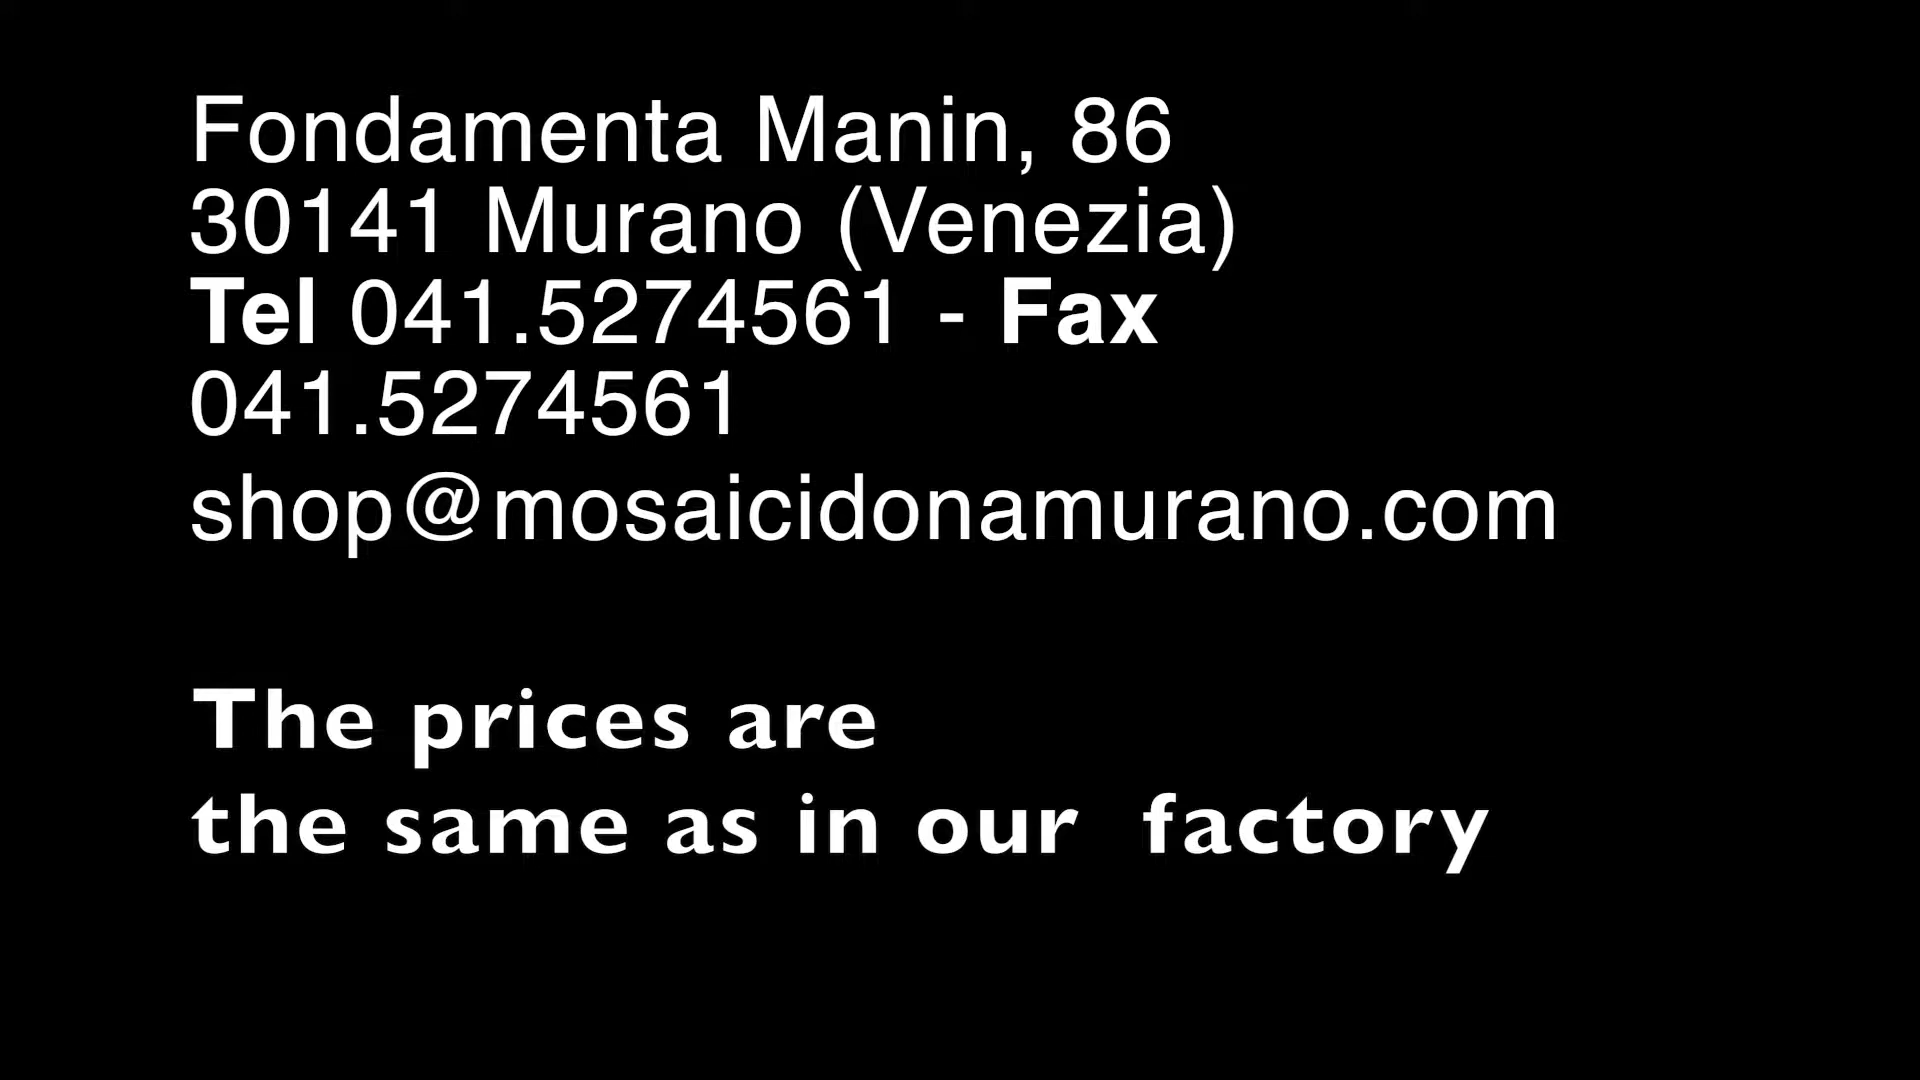 Fondamenta Manin, 86
30141 Murano (Venezia)
Tel 041.5274561 - Fax
041.5274561
shop@mosaicidonamurano.com
The prices are
the same as in our  factory